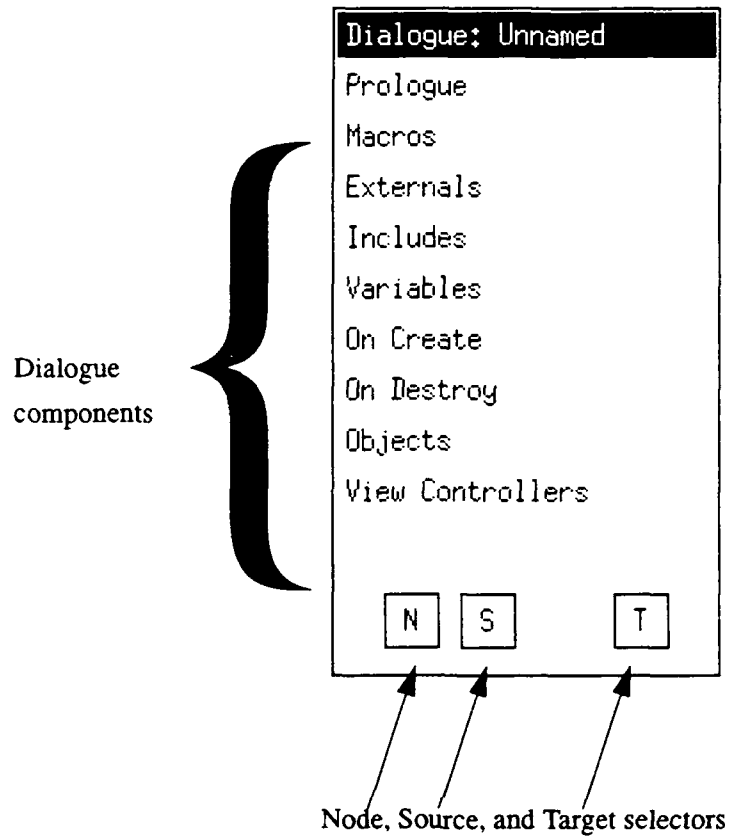 Dialogue: Unnamed
Prologue
Macros
Externals
Includes
Variables
On Create
On Destroy
Objects
View Controllers
Dialogue
components
N S T
Node, Source, and Target selectors